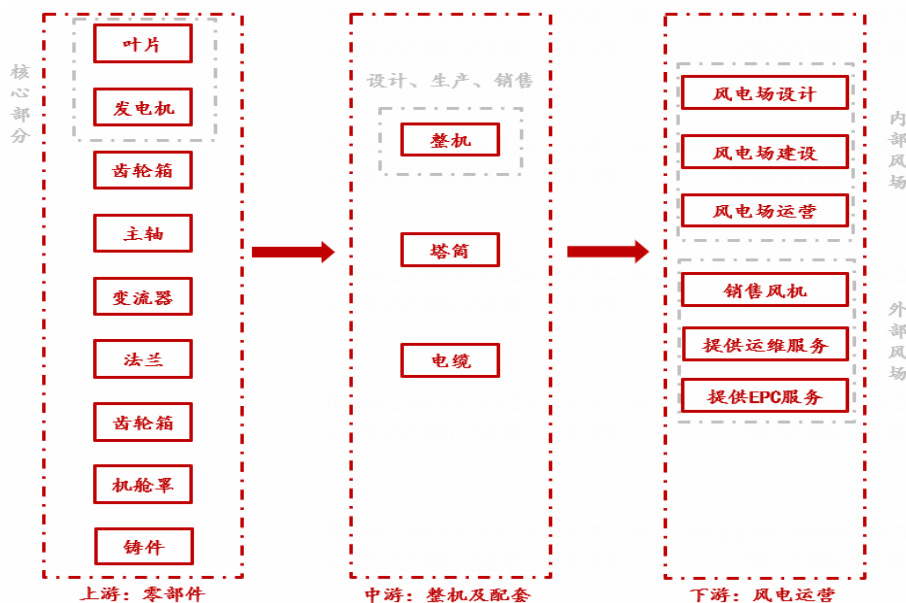 核心部分
叶片
发电机
齿轮箱
主轴
变流器
法兰
齿轮箱
机舱罩
铸件
上游：零部件
设计、生产、销售
整机
塔筒
电缆
中游：整机及配套
风电场设计
风电场建设
风电场运营
内部风场
销售风机
提供运维服务
提供EPC服务
外部风场
下游：风电运营